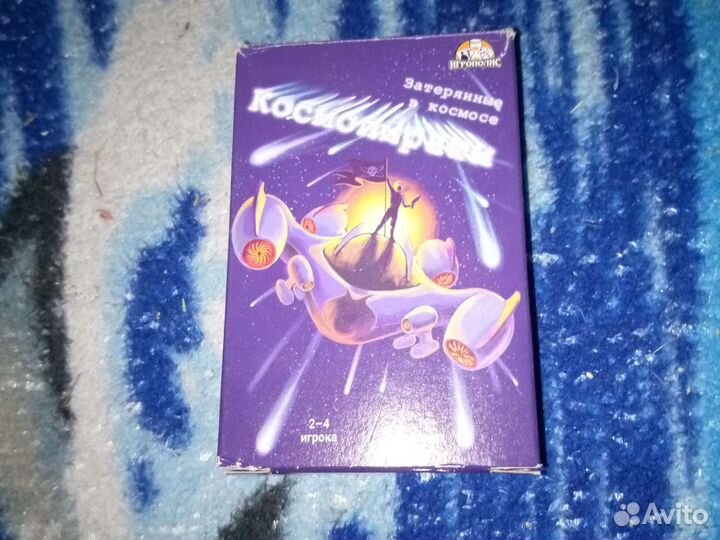 ИГРОПОЛИС
Затерянные
в космосе
Космопираты
2-4
игрока
Avito